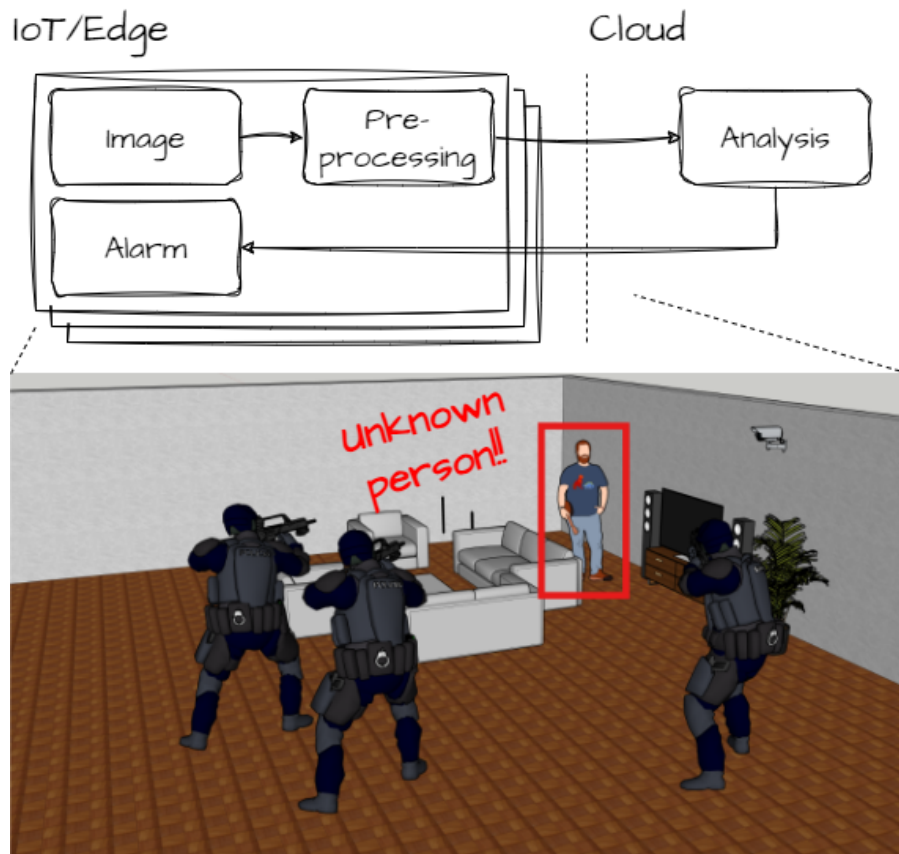 IoT/Edge
Cloud
Image
Pre-
processing
Analysis
Alarm
unknown
person!!